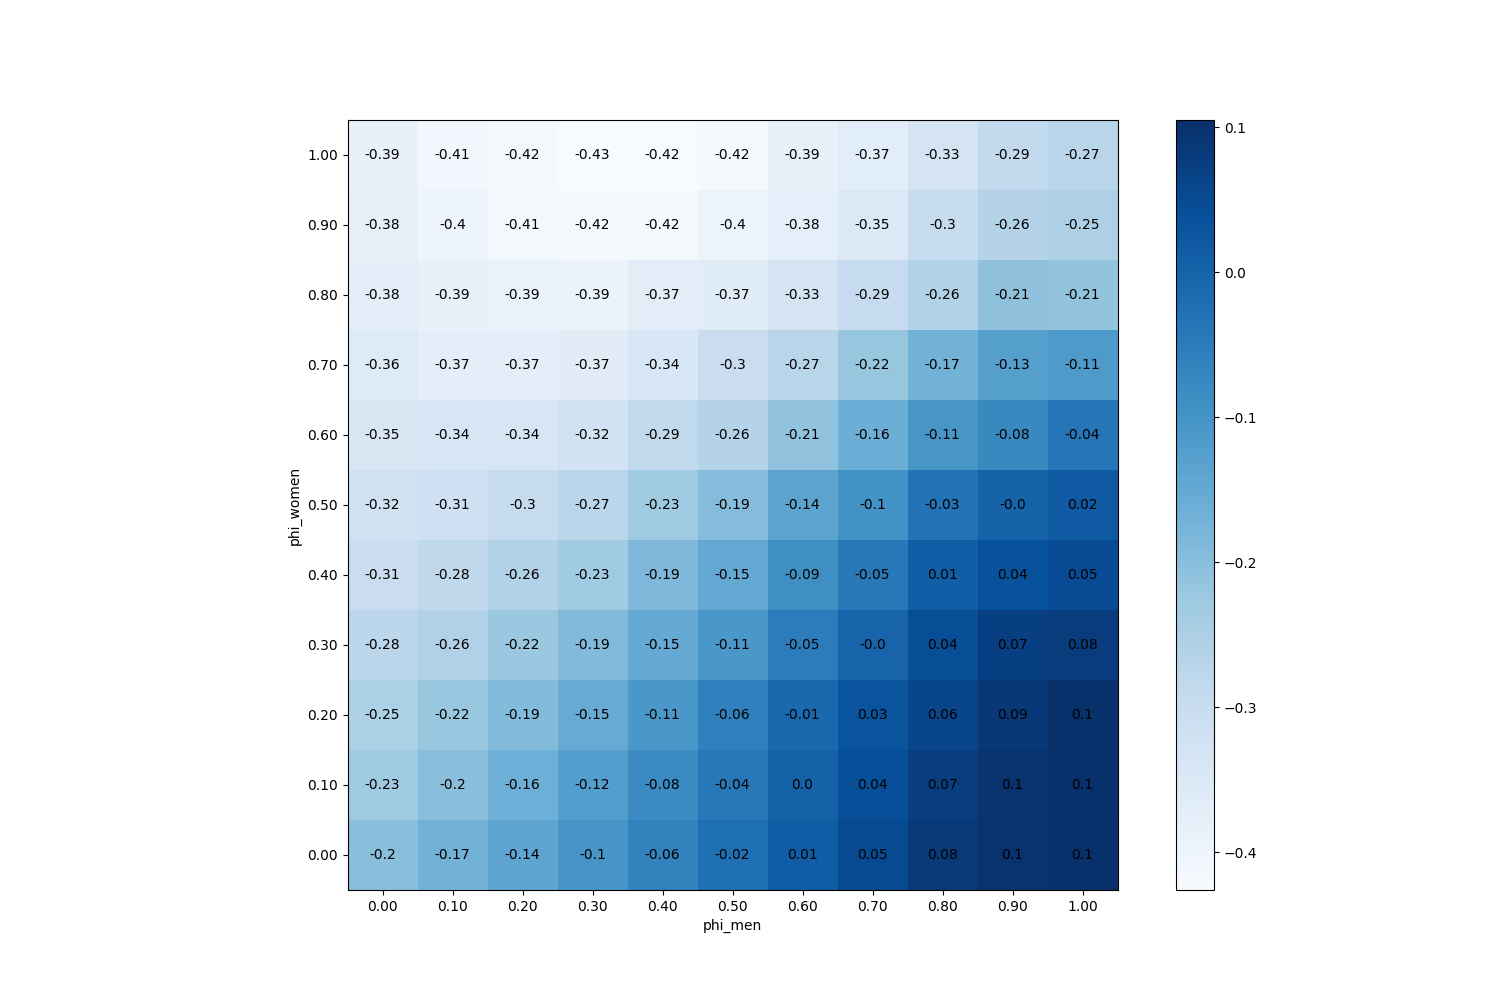 1.00 -0.39 -0.41 -0.42 -0.43 -0.42 -0.42 -0.39 -0.37 -0.33 -0.29 -0.27
0.90 -0.38 -0.4 -0.41 -0.42 -0.42 -0.4 -0.38 -0.35 -0.3 -0.26 -0.25
0.80 -0.38 -0.39 -0.39 -0.39 -0.37 -0.37 -0.33 -0.29 -0.26 -0.21 -0.21
0.70 -0.36 -0.37 -0.37 -0.37 -0.34 -0.3 -0.27 -0.22 -0.17 -0.13 -0.11
0.60 -0.35 -0.34 -0.34 -0.32 -0.29 -0.26 -0.21 -0.16 -0.11 -0.08 -0.04
0.50 -0.32 -0.31 -0.3 -0.27 -0.23 -0.19 -0.14 -0.1 -0.03 -0.0 0.02
0.40 -0.31 -0.28 -0.26 -0.23 -0.19 -0.15 -0.09 -0.05 0.01 0.04 0.05
0.30 -0.28 -0.26 -0.22 -0.19 -0.15 -0.11 -0.05 -0.0 0.04 0.07 0.08
0.20 -0.25 -0.22 -0.19 -0.15 -0.11 -0.06 -0.01 0.03 0.06 0.09 0.1
0.10 -0.23 -0.2 -0.16 -0.12 -0.08 -0.04 0.0 0.04 0.07 0.1 0.1
0.00 -0.2 -0.17 -0.14 -0.1 -0.06 -0.02 0.01 0.05 0.08 0.1 0.1
0.00 0.10 0.20 0.30 0.40 0.50 0.60 0.70 0.80 0.90 1.00
phi_men
phi_women
0.1
0.0
−0.1
−0.2
−0.3
−0.4